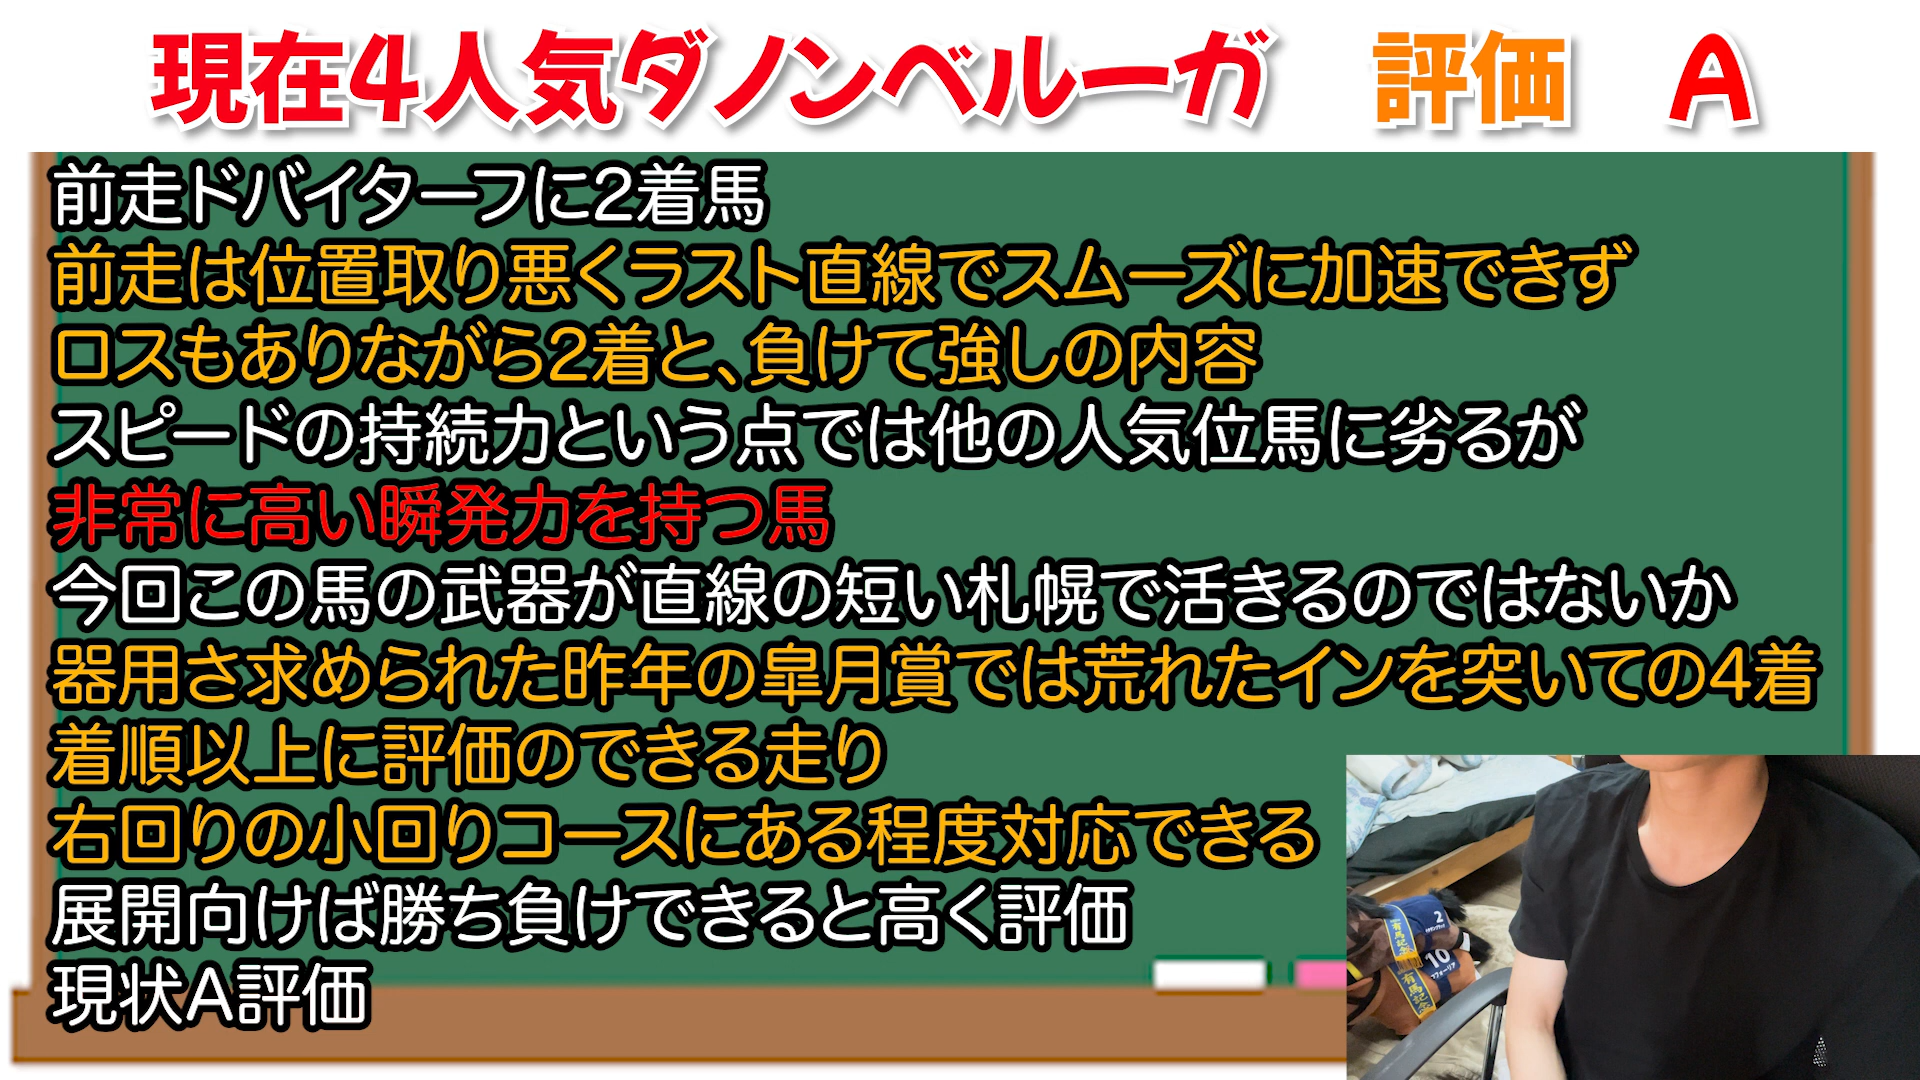 現在4人気ダノンベルーガ　評価　A
前走ドバイターフに2着馬
前走は位置取り悪くラスト直線でスムーズに加速できず
ロスもありながら2着と、負けて強しの内容
スピードの持続力という点では他の人気位馬に劣るが
非常に高い瞬発力を持つ馬
今回この馬の武器が直線の短い札幌で活きるのではないか
器用さ求められた昨年の皐月賞では荒れたインを突いての4着
着順以上に評価のできる走り
右回りの小回りコースにある程度対応できる
展開向けば勝ち負けできると高く評価
現状A評価
2
有馬記念
10
有馬記念